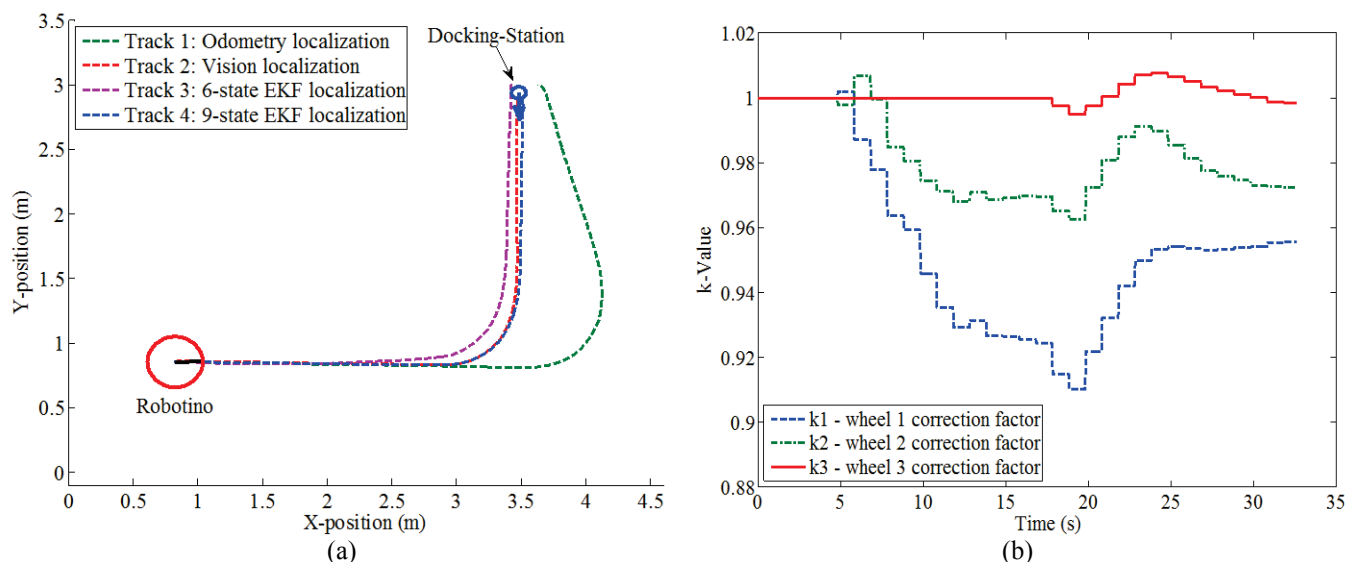 3.5
3
2.5
2
1.5
1
0.5
0
Y-position (m)
Track 1: Odometry localization
Track 2: Vision localization
Track 3: 6-state EKF localization
Track 4: 9-state EKF localization
Docking-Station
Robotino
0 0.5 1 1.5 2 2.5 3 3.5 4 4.5
X-position (m)
(a)
1.02
1
0.98
0.96
0.94
0.92
0.9
0.88
k-Value
k1 - wheel 1 correction factor
k2 - wheel 2 correction factor
k3 - wheel 3 correction factor
0 5 10 15 20 25 30 35
Time (s)
(b)